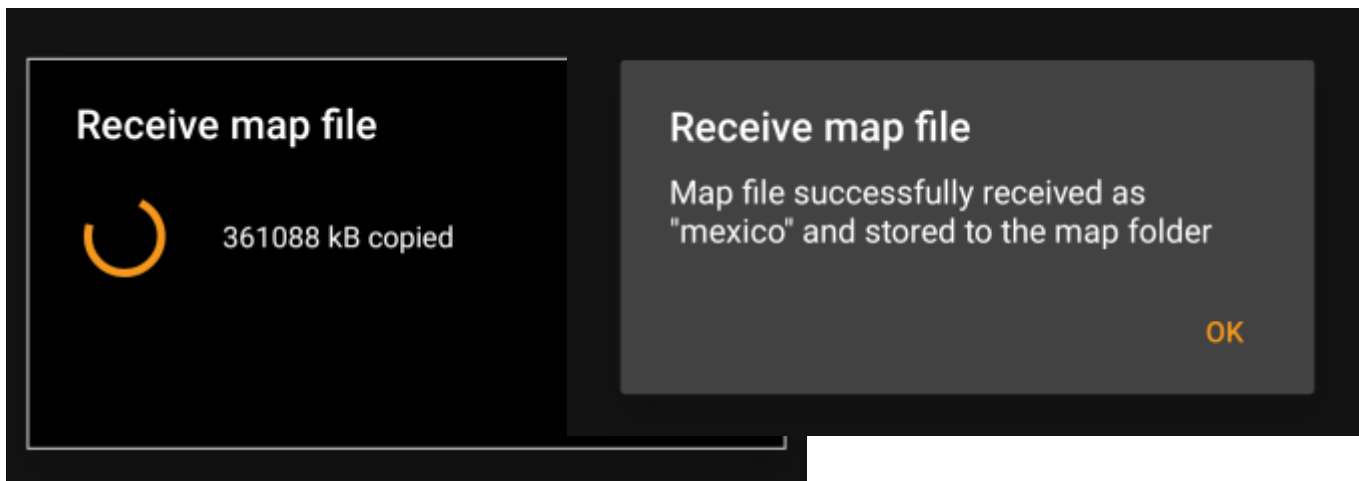 Receive map file
361088 kB copied
Receive map file
Map file successfully received as
"mexico" and stored to the map folder
OK